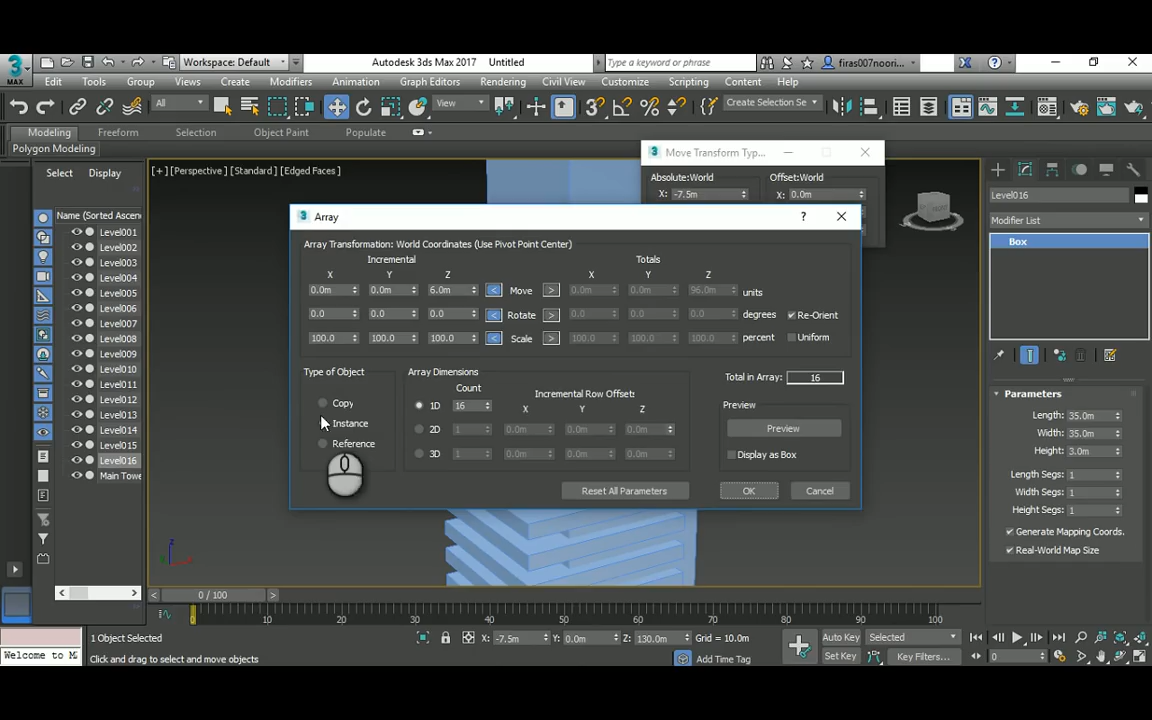 Workspace: Default
Autodesk 3ds Max 2017 Untitled
Type a keyword or phrase
firas007noori...
MAX
Edit Tools Group Views Create Modifiers Animation Graph Editors Rendering Civil View Customize Scripting Content Help
All
View
Create Selection Se
Modeling Freeform Selection Object Paint Populate
Polygon Modeling
Select Display
[+] [Perspective] [Standard] [Edged Faces]
3 Move Transform Typ...
Absolute:World Offset:World
X: -7.5m X: 0.0m
Name (Sorted Ascen
Level001
Level002
Level003
Level004
Level005
Level006
Level007
Level008
Level009
Level010
Level011
Level012
Level013
Level014
Level015
Level016
Main Tower
3 Array ?
Array Transformation: World Coordinates (Use Pivot Point Center)
Incremental Totals
X Y Z X Y Z
0.0m 0.0m 6.0m < Move > 0.0m 0.0m 96.0m units
0.0 0.0 0.0 < Rotate > 0.0 0.0 0.0 degrees Re-Orient
100.0 100.0 100.0 < Scale > 100.0 100.0 100.0 percent Uniform
Type of Object
Copy
Instance
Reference
Array Dimensions
Count
Incremental Row Offset:
1D 16 X Y Z
2D 1 0.0m 0.0m 0.0m
3D 1 0.0m 0.0m 0.0m
Total in Array: 16
Preview
Preview
Display as Box
Reset All Parameters OK Cancel
Level016
Modifier List
Box
Parameters
Length: 35.0m
Width: 35.0m
Height: 3.0m
Length Segs: 1
Width Segs: 1
Height Segs: 1
Generate Mapping Coords.
Real-World Map Size
z
0 / 100
0 10 20 30 40 50 60 70 80 90 100
1 Object Selected
X: -7.5m Y: 0.0m Z: 130.0m Grid = 10.0m
Auto Key Selected
Welcome to M
Click and drag to select and move objects
Add Time Tag
Set Key Key Filters...
0